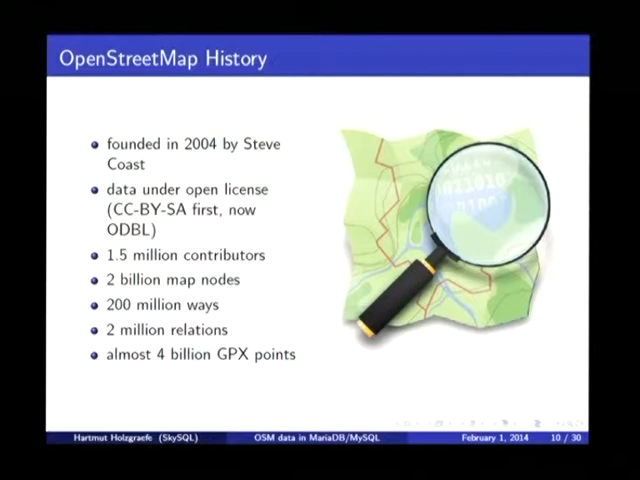 OpenStreetMap History
founded in 2004 by Steve
Coast
data under open license
(CC-BY-SA first, now
ODBL)
1.5 million contributors
2 billion map nodes
200 million ways
2 million relations
almost 4 billion GPX points
Hartmut Holzgraefe (SkySQL) OSM data in MariaDB/MySQL February 1, 2014 10 / 30